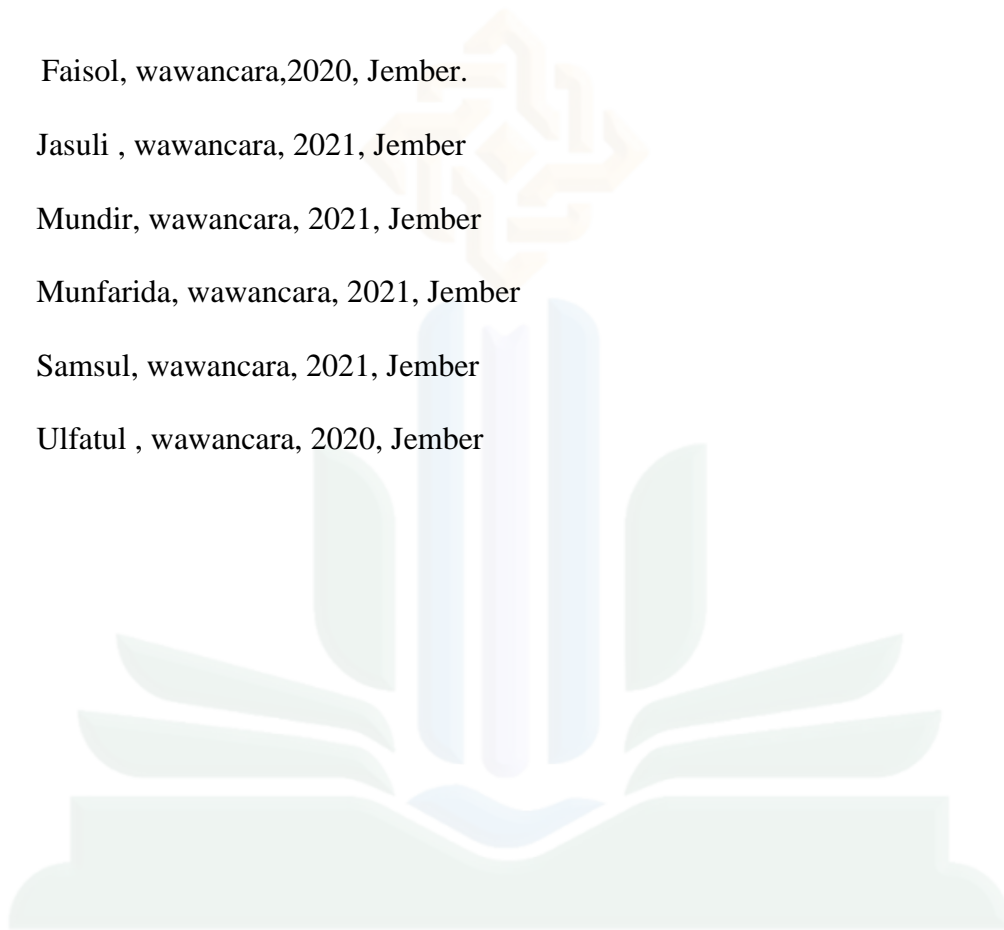 Faisol, wawancara,2020, Jember.
Jasuli , wawancara, 2021, Jember
Mundir, wawancara, 2021, Jember
Munfarida, wawancara, 2021, Jember
Samsul, wawancara, 2021, Jember
Ulfatul , wawancara, 2020, Jember